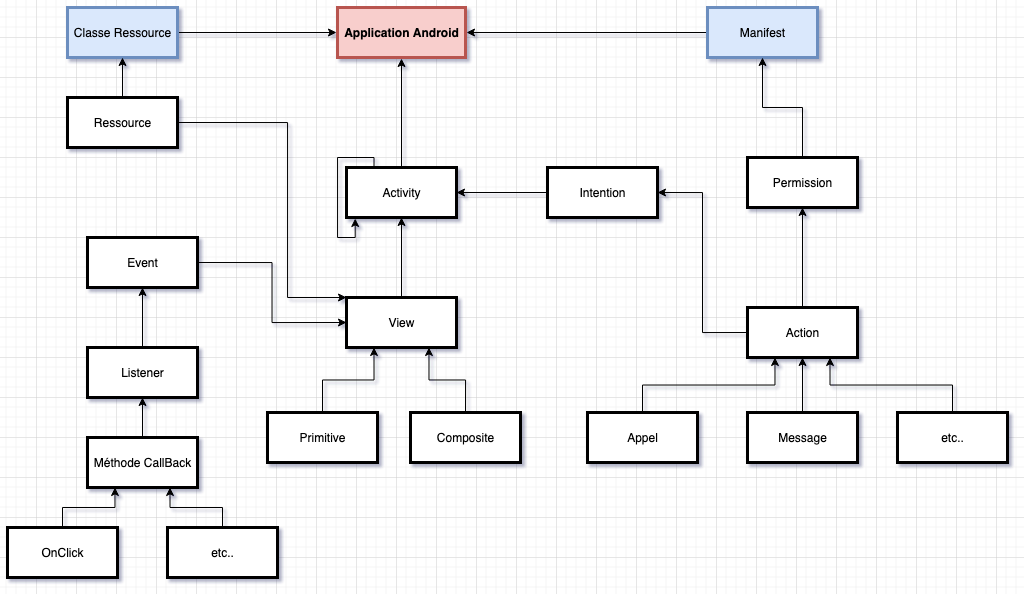 Classe Ressource
Application Android
Manifest
Ressource
Activity
Intention
Permission
Event
View
Action
Listener
Primitive
Composite
Appel
Message
etc..
Méthode CallBack
OnClick
etc..